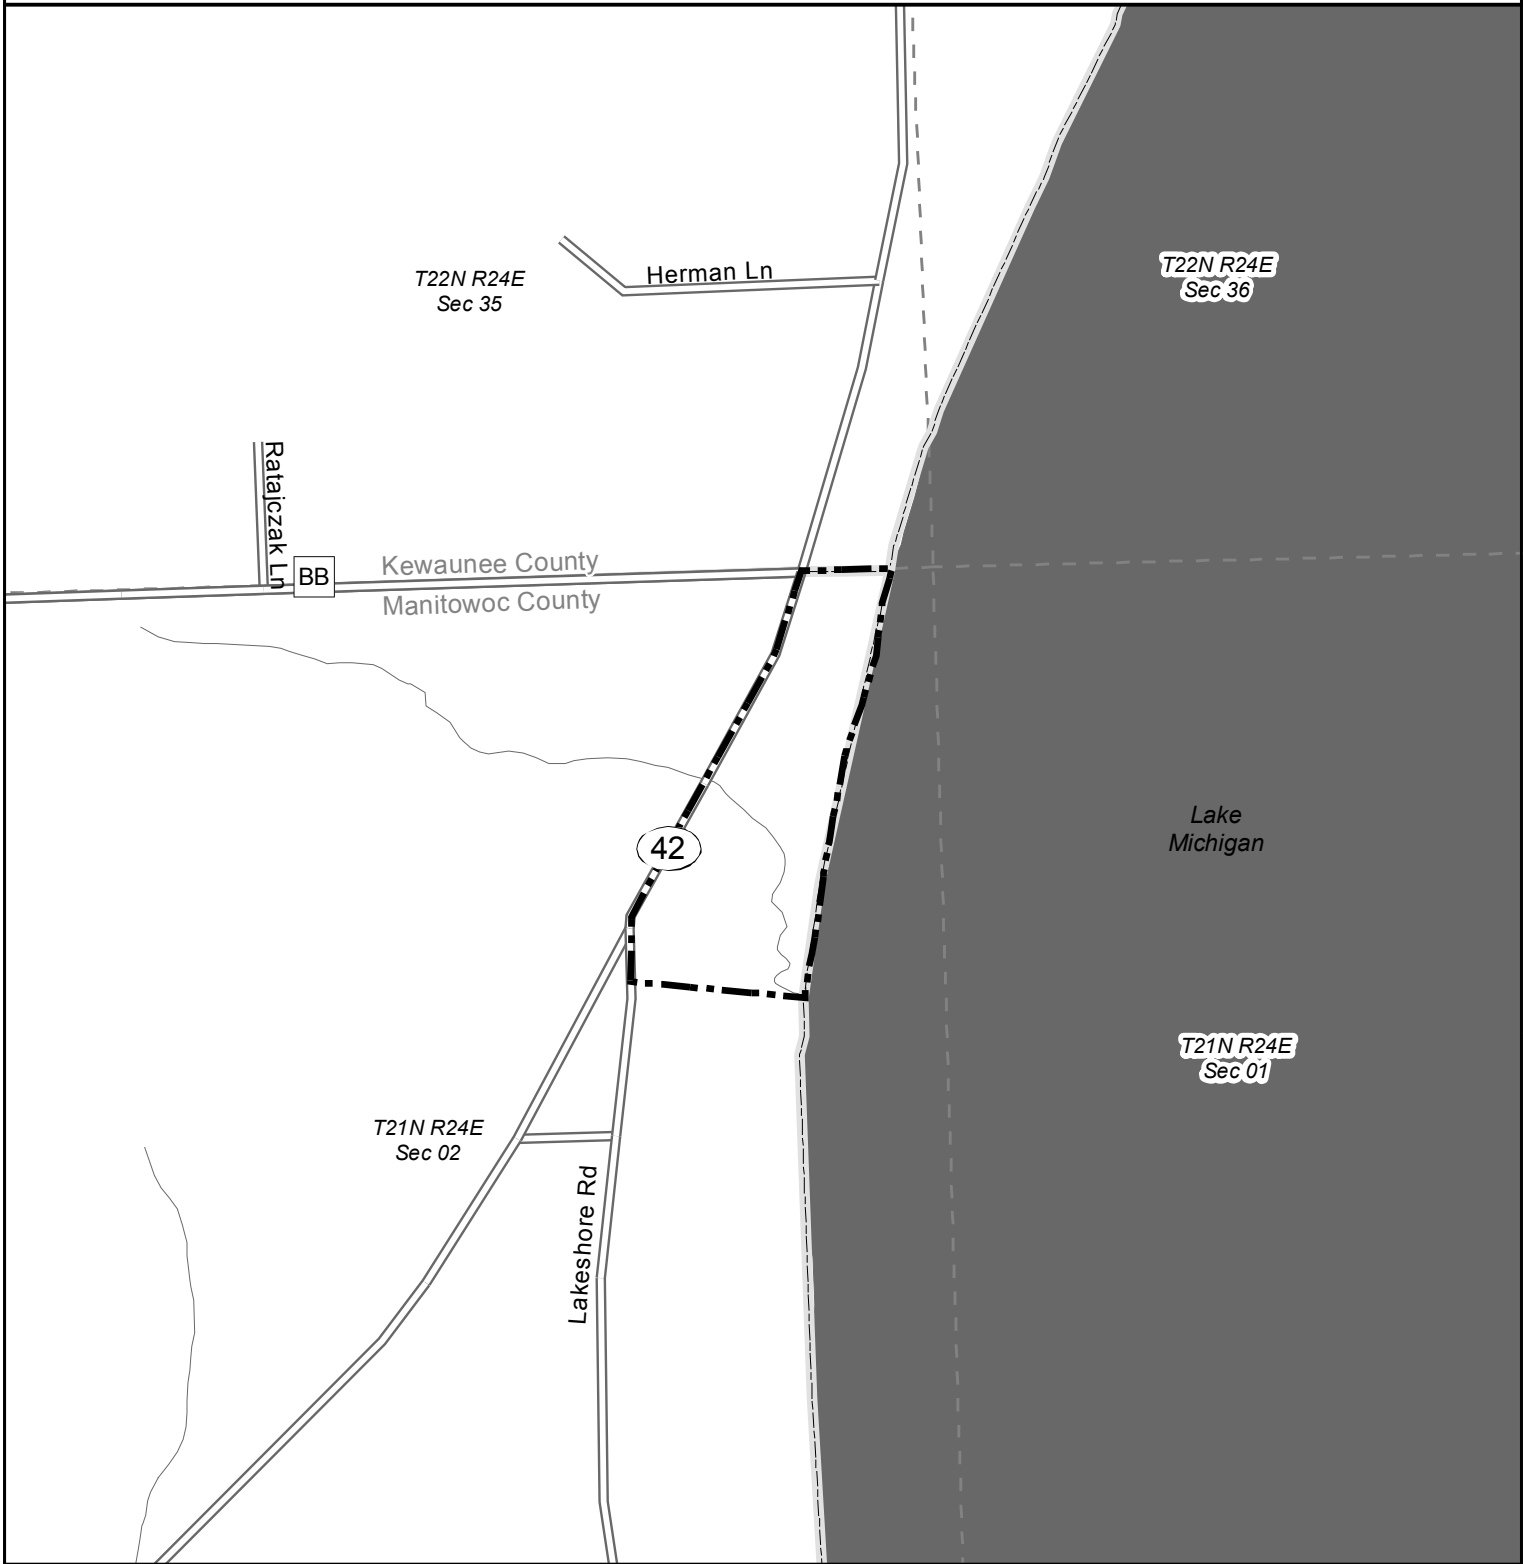 T22N R24E
Sec 35
Herman Ln
T22N R24E
Sec 36
Ratajczak Ln
BB
Kewaunee County
Manitowoc County
42
Lake
Michigan
T21N R24E
Sec 01
T21N R24E
Sec 02
Lakeshore Rd